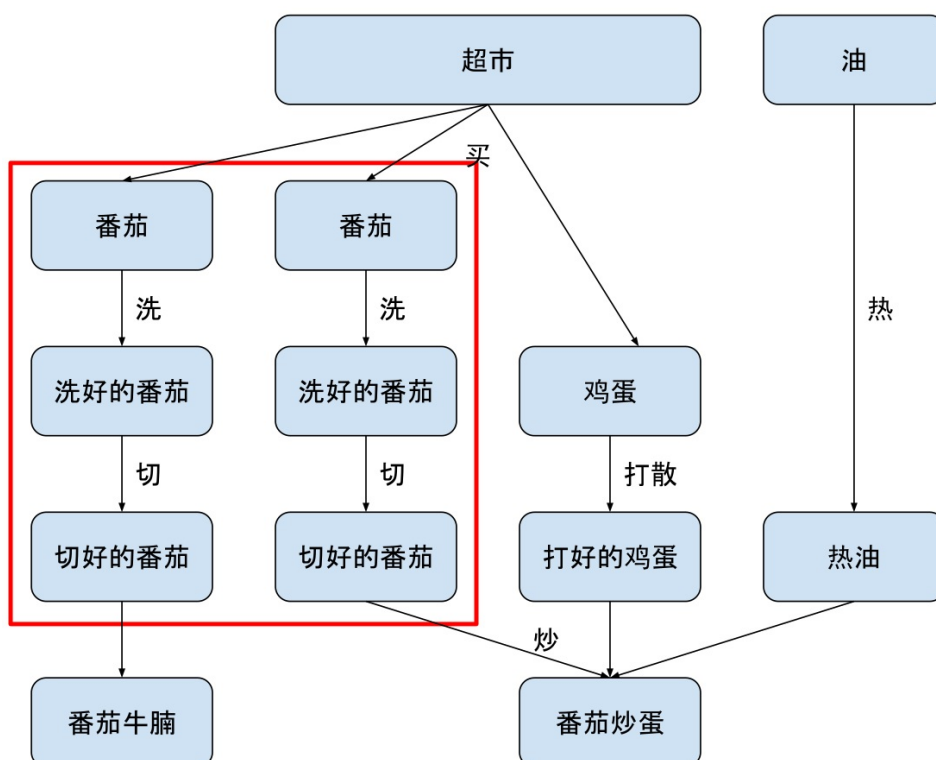 超市
油
买
番茄
番茄
洗
洗
热
洗好的番茄
洗好的番茄
鸡蛋
切
切
打散
切好的番茄
切好的番茄
打好的鸡蛋
热油
炒
番茄牛腩
番茄炒蛋